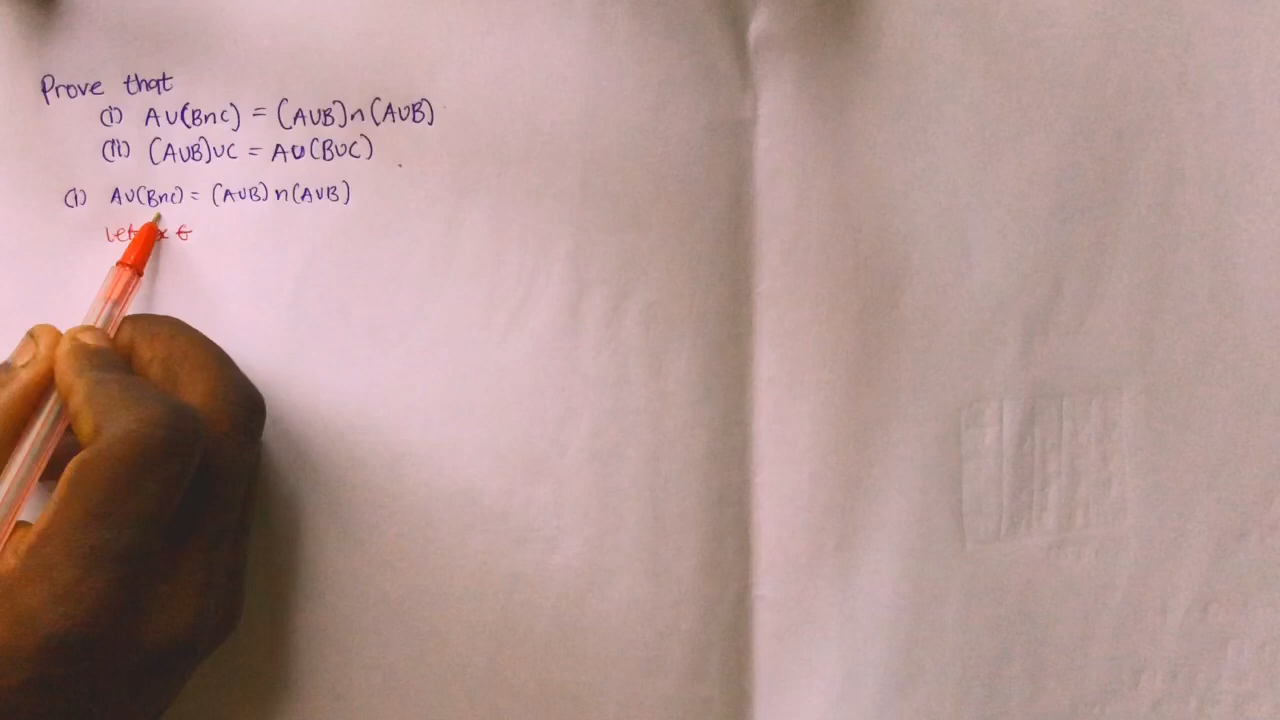 Prove that
(i) A∪(B∩C) = (A∪B)∩(A∪B)
(ii) (A∪B)∪C = A∪(B∪C)
(i) A∪(B∩C) = (A∪B)∩(A∪B)
Let x ∈